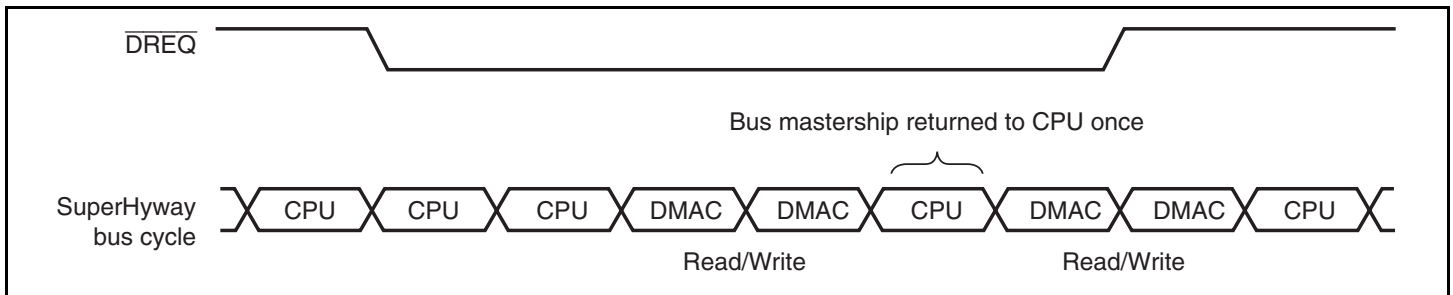 DREQ
Bus mastership returned to CPU once
SuperHyway
bus cycle
CPU CPU CPU DMAC DMAC CPU DMAC DMAC CPU
Read/Write Read/Write